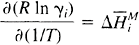 ∂(R ln γᵢ) / ∂(1/T) = ΔH̅ᵢᴹ